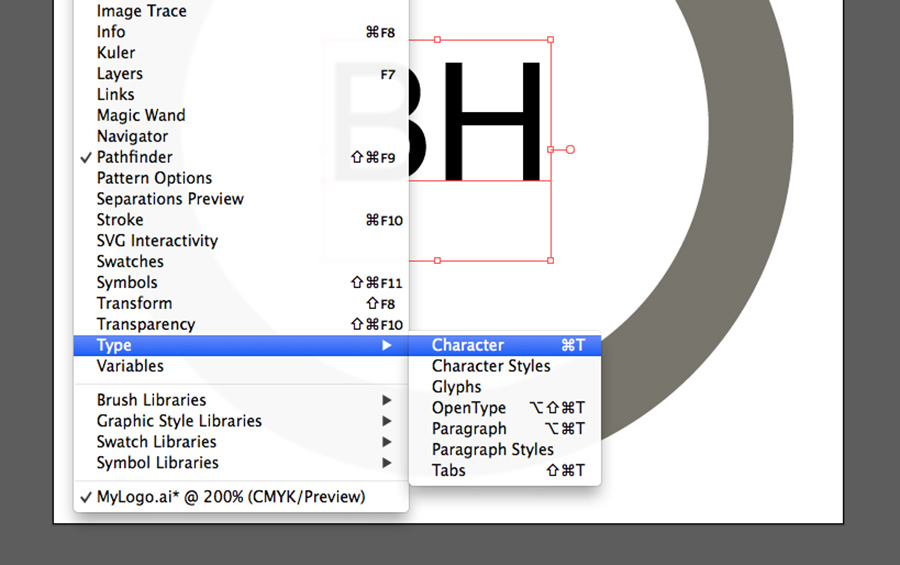 Image Trace
Info ⌘F8
Kuler
Layers F7
Links
Magic Wand
Navigator
✓ Pathfinder ⇧⌘F9
Pattern Options
Separations Preview
Stroke ⌘F10
SVG Interactivity
Swatches
Symbols ⇧⌘F11
Transform ⇧F8
Transparency ⇧⌘F10
Type ▶
Variables
Brush Libraries ▶
Graphic Style Libraries ▶
Swatch Libraries ▶
Symbol Libraries ▶
✓ MyLogo.ai* @ 200% (CMYK/Preview)
Character ⌘T
Character Styles
Glyphs
OpenType ⌥⇧⌘T
Paragraph ⌥⌘T
Paragraph Styles
Tabs ⇧⌘T
BH